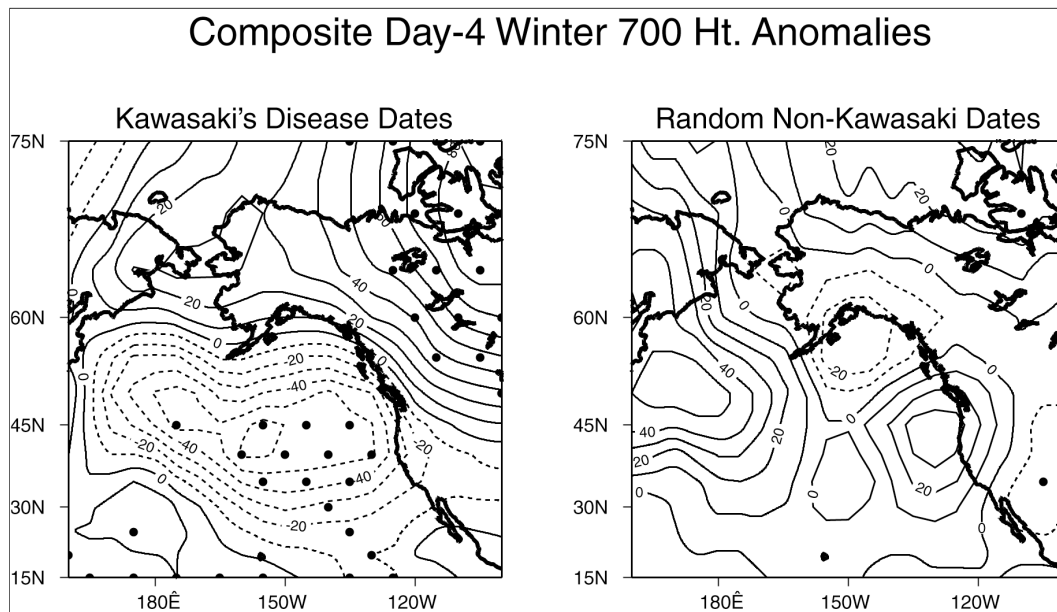 Composite Day-4 Winter 700 Ht. Anomalies
Kawasaki's Disease Dates
Random Non-Kawasaki Dates
75N
60N
45N
30N
15N
180Ê
150W
120W
20
40
20
0
0
-20
-40
-40
-20
-40
0
-20
0
75N
60N
45N
30N
15N
180Ê
150W
120W
20
0
0
20
40
0
-20
0
40
20
20
0
0
20
0
0